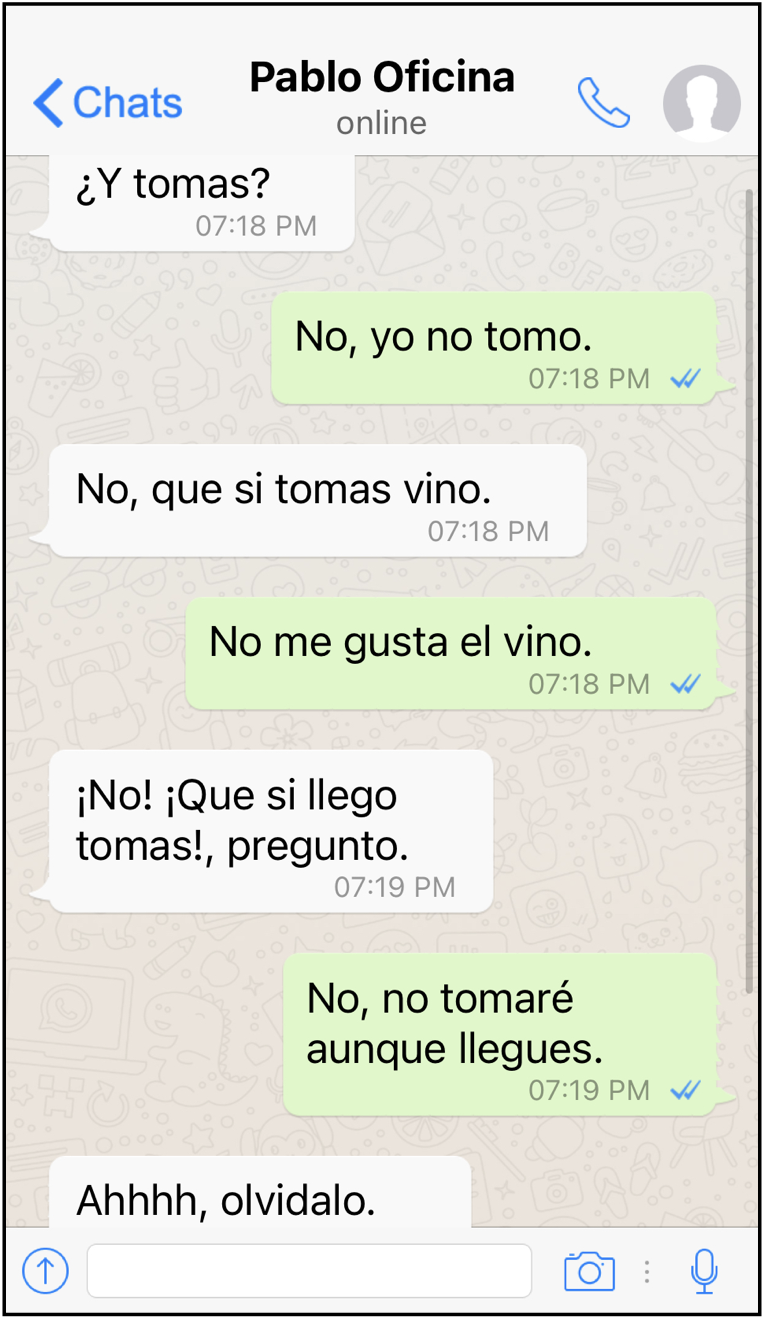 Chats
Pablo Oficina
online
¿Y tomas?
07:18 PM
No, yo no tomo.
07:18 PM
No, que si tomas vino.
07:18 PM
No me gusta el vino.
07:18 PM
¡No! ¡Que si llego
tomas!, pregunto.
07:19 PM
No, no tomaré
aunque llegues.
07:19 PM
Ahhhh, olvidalo.